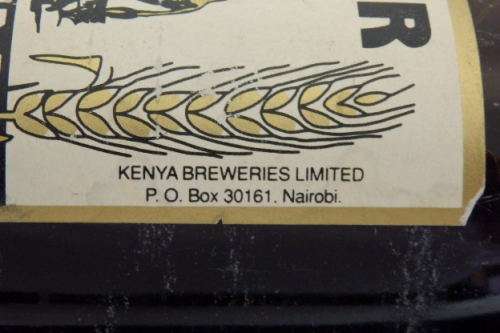 R
KENYA BREWERIES LIMITED
P. O. Box 30161. Nairobi.